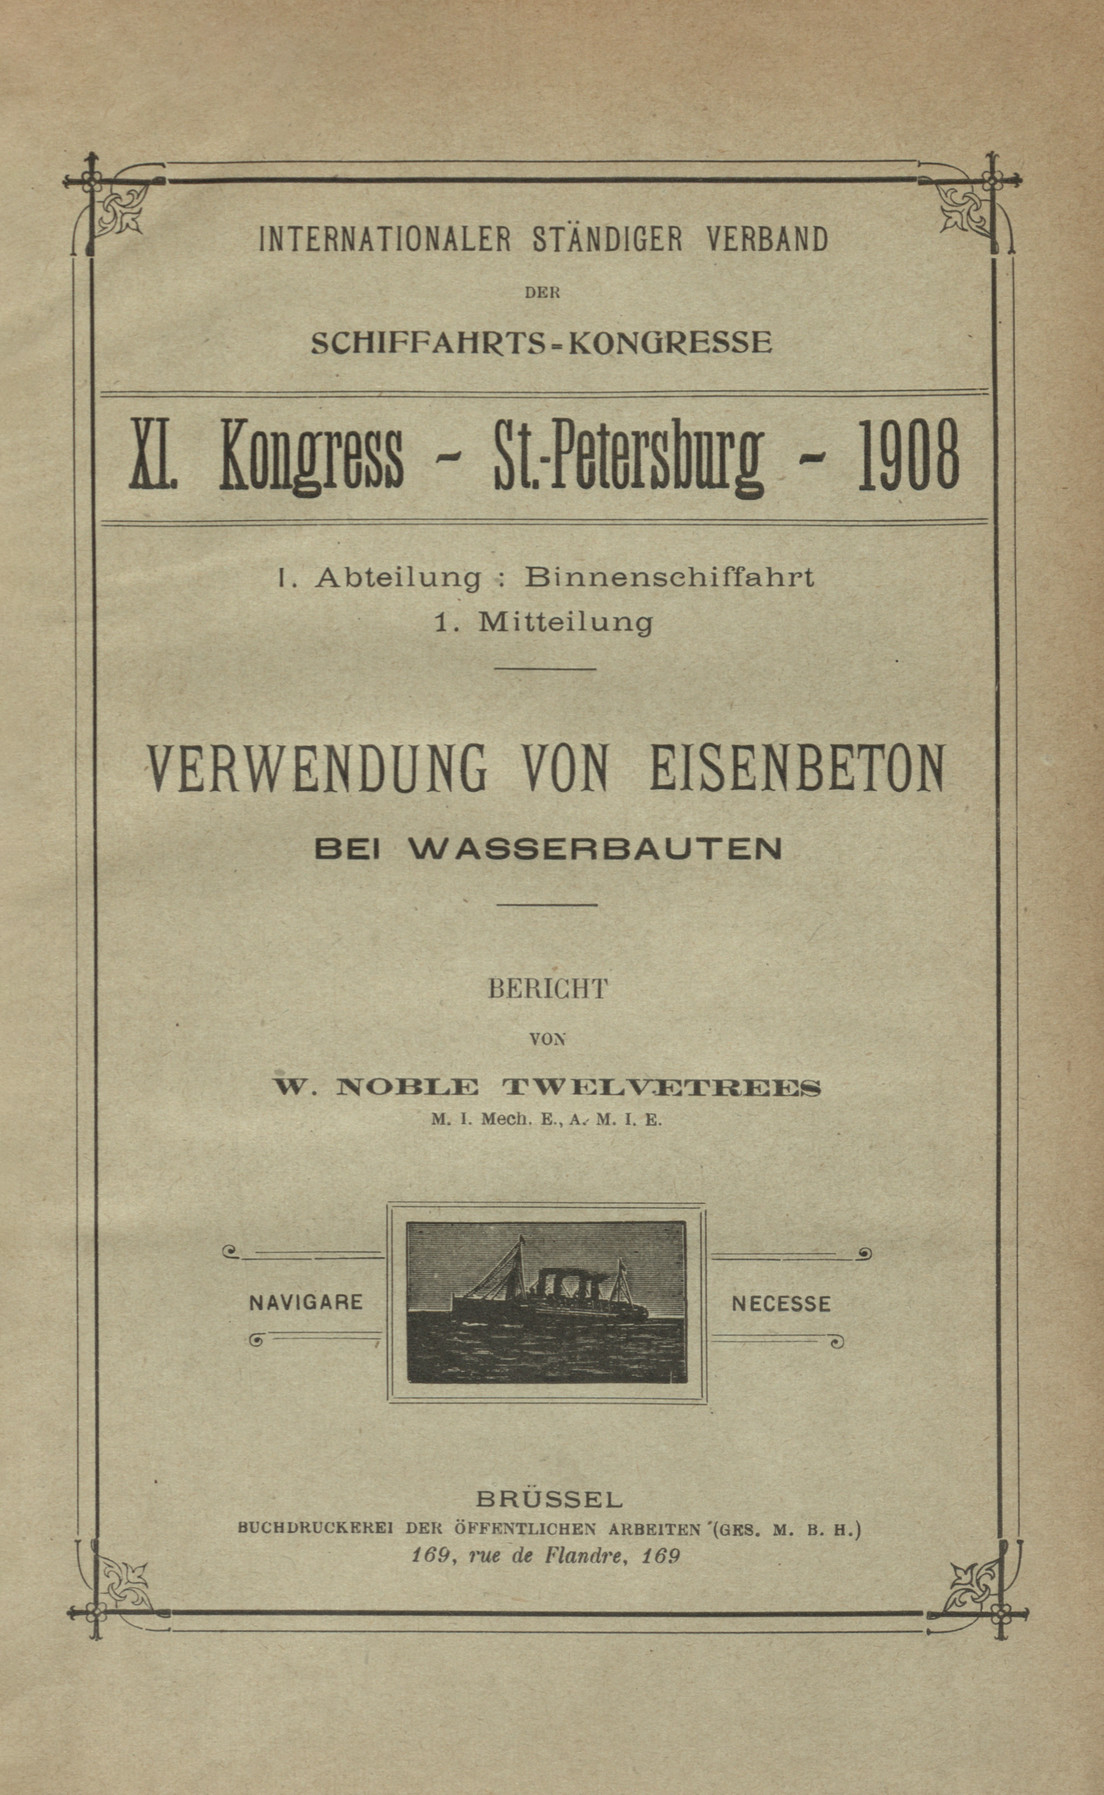 INTERNATIONALER STÄNDIGER VERBAND
DER
SCHIFFAHRTS-KONGRESSE
XI. Kongress - St.-Petersburg - 1908
I. Abteilung : Binnenschiffahrt
1. Mitteilung
VERWENDUNG VON EISENBETON
BEI WASSERBAUTEN
BERICHT
VON
W. NOBLE TWELVETREES
M. I. Mech. E., A. M. I. E.
NAVIGARE NECESSE
BRÜSSEL
BUCHDRUCKEREI DER ÖFFENTLICHEN ARBEITEN (GES. M. B. H.)
169, rue de Flandre, 169